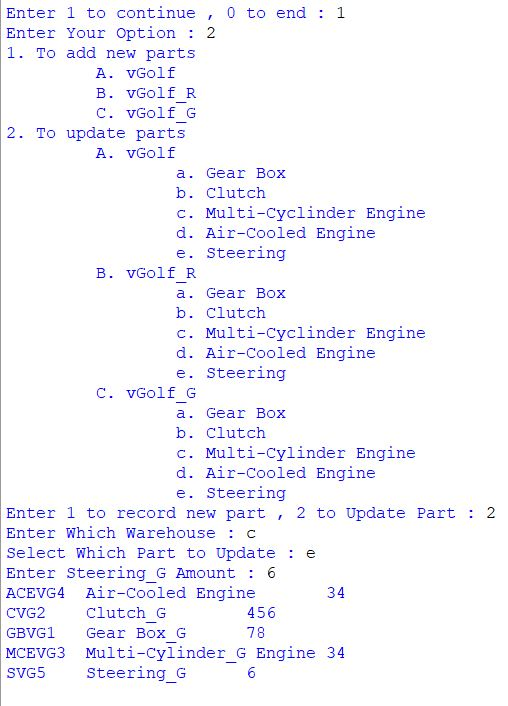 Enter 1 to continue , 0 to end : 1
Enter Your Option : 2
1. To add new parts
A. vGolf
B. vGolf_R
C. vGolf_G
2. To update parts
A. vGolf
a. Gear Box
b. Clutch
c. Multi-Cyclinder Engine
d. Air-Cooled Engine
e. Steering
B. vGolf_R
a. Gear Box
b. Clutch
c. Multi-Cyclinder Engine
d. Air-Cooled Engine
e. Steering
C. vGolf_G
a. Gear Box
b. Clutch
c. Multi-Cylinder Engine
d. Air-Cooled Engine
e. Steering
Enter 1 to record new part , 2 to Update Part : 2
Enter Which Warehouse : c
Select Which Part to Update : e
Enter Steering_G Amount : 6
ACEVG4 Air-Cooled Engine 34
CVG2 Clutch_G 456
GBVG1 Gear Box_G 78
MCEVG3 Multi-Cylinder_G Engine 34
SVG5 Steering_G 6